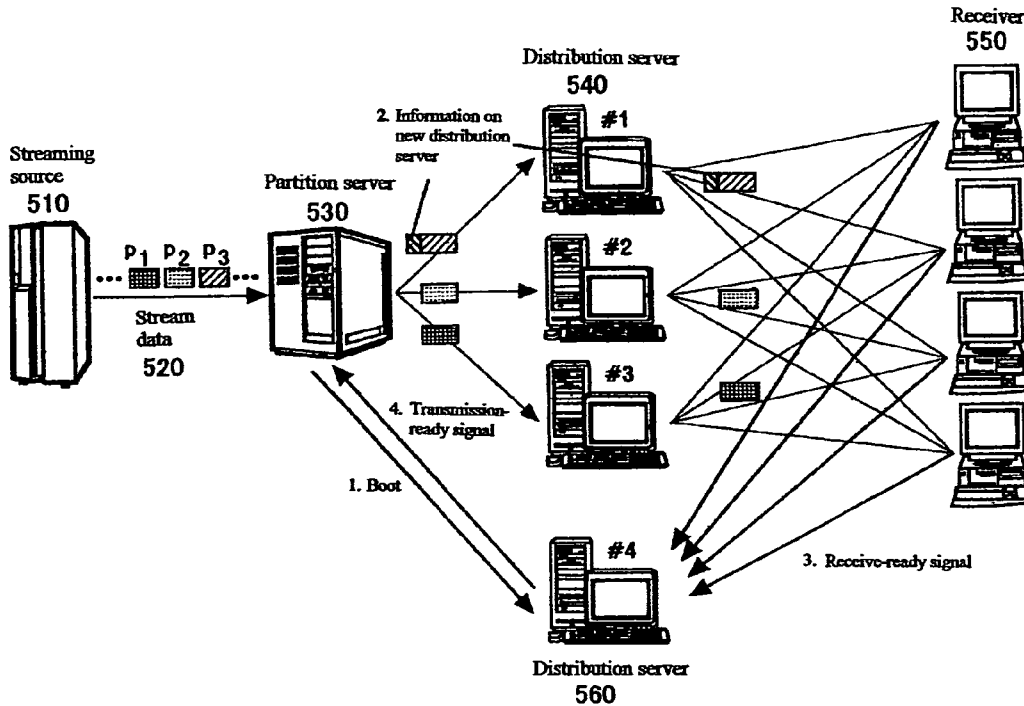 Receiver
550
Distribution server
540
2. Information on
new distribution
server
#1
Streaming
source
510
Partition server
530
P1 P2 P3
Stream
data
520
#2
#3
4. Transmission-
ready signal
1. Boot
#4
3. Receive-ready signal
Distribution server
560